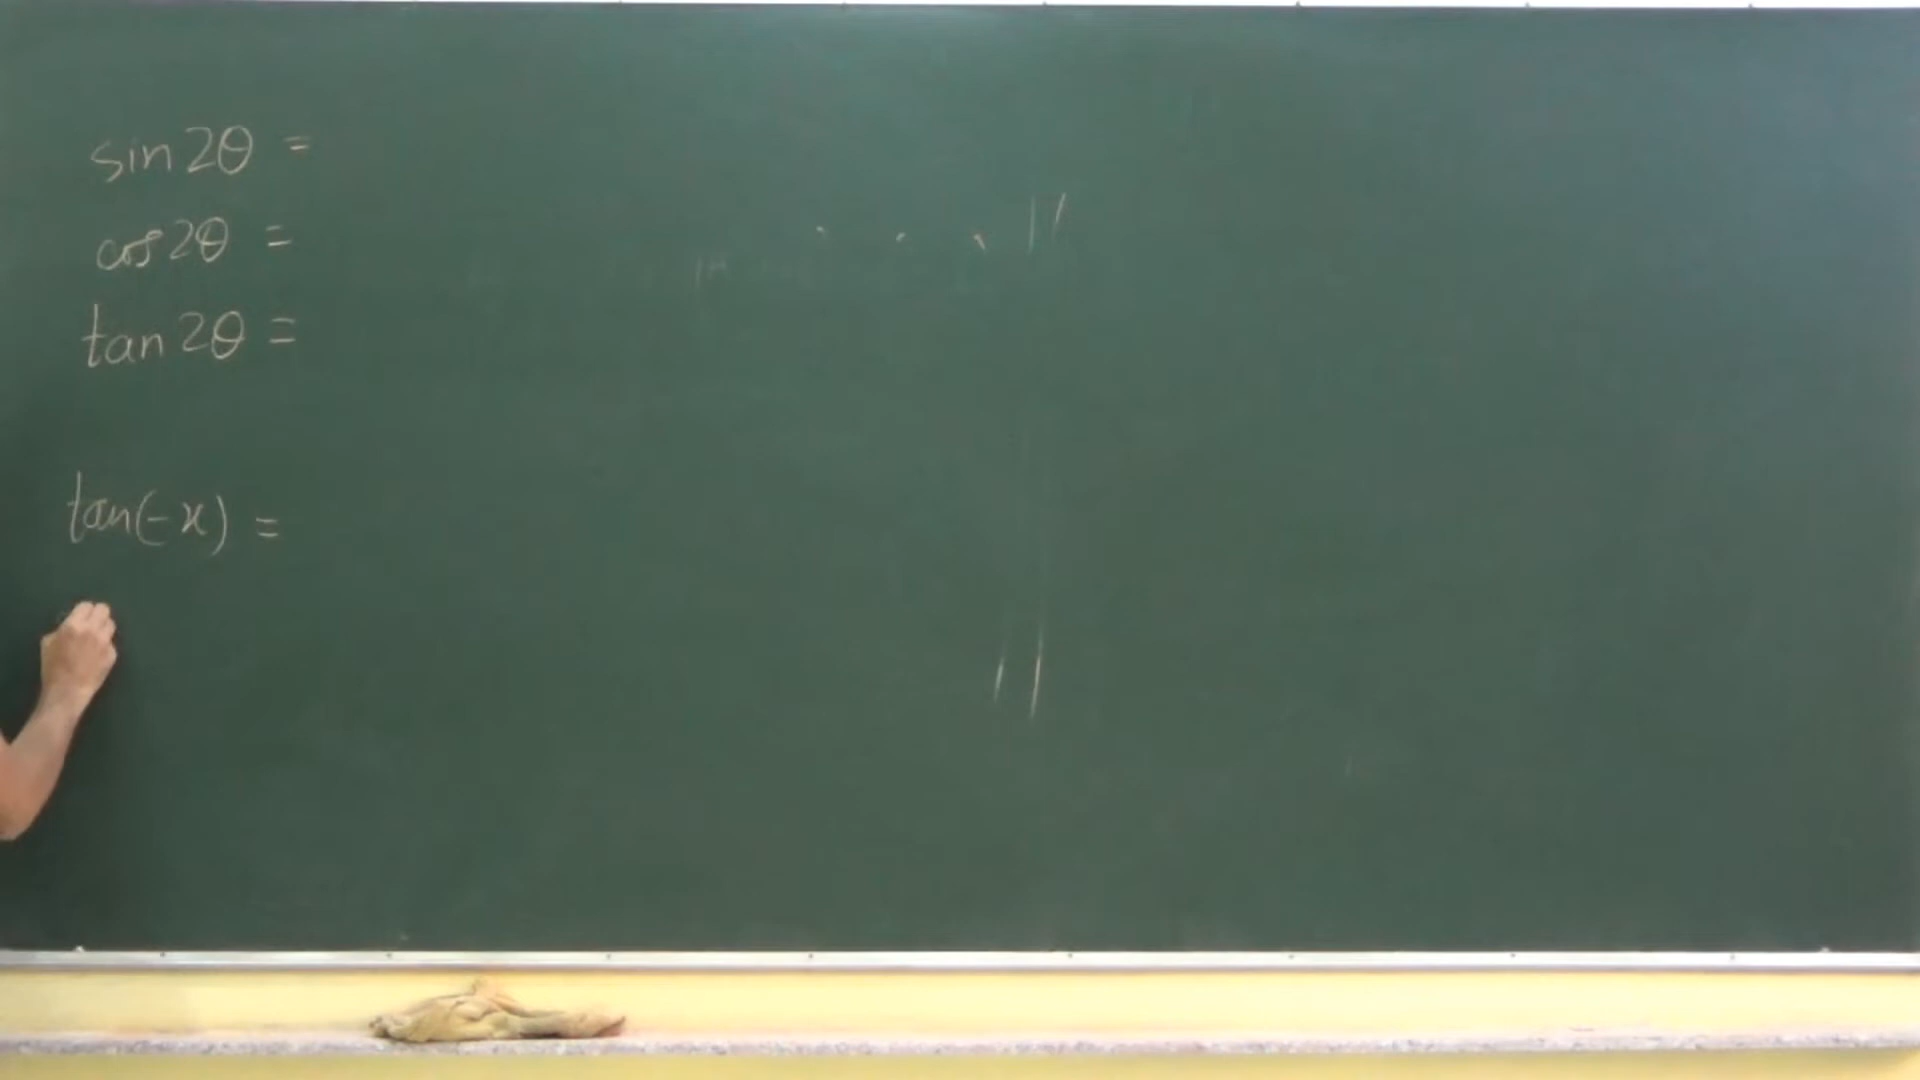 sin 2θ =
cos 2θ =
tan 2θ =
tan(-x) =